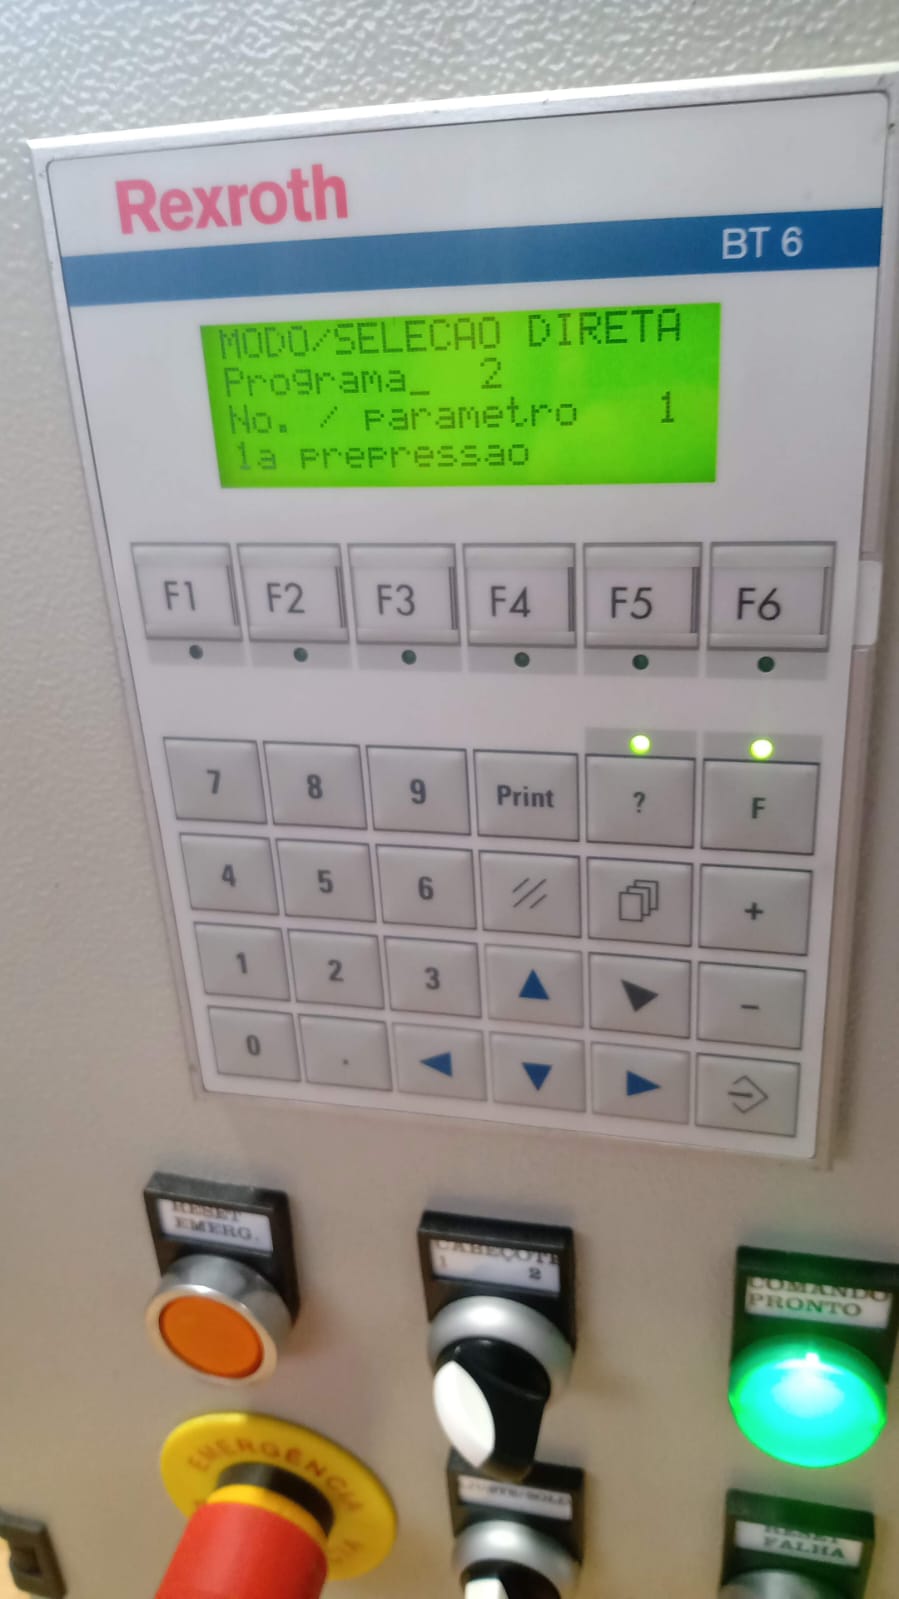 Rexroth
BT 6
MODO/SELECAO DIRETA
Programa_ 2
No. / parametro 1
1a prepressao
F1 F2 F3 F4 F5 F6
7 8 9 Print ? F
4 5 6 +
1 2 3 -
0 .
RESET
EMERG.
CABEÇOTE
1 2
COMANDO
PRONTO
EMERGÊNCIA
RESET
FALHA